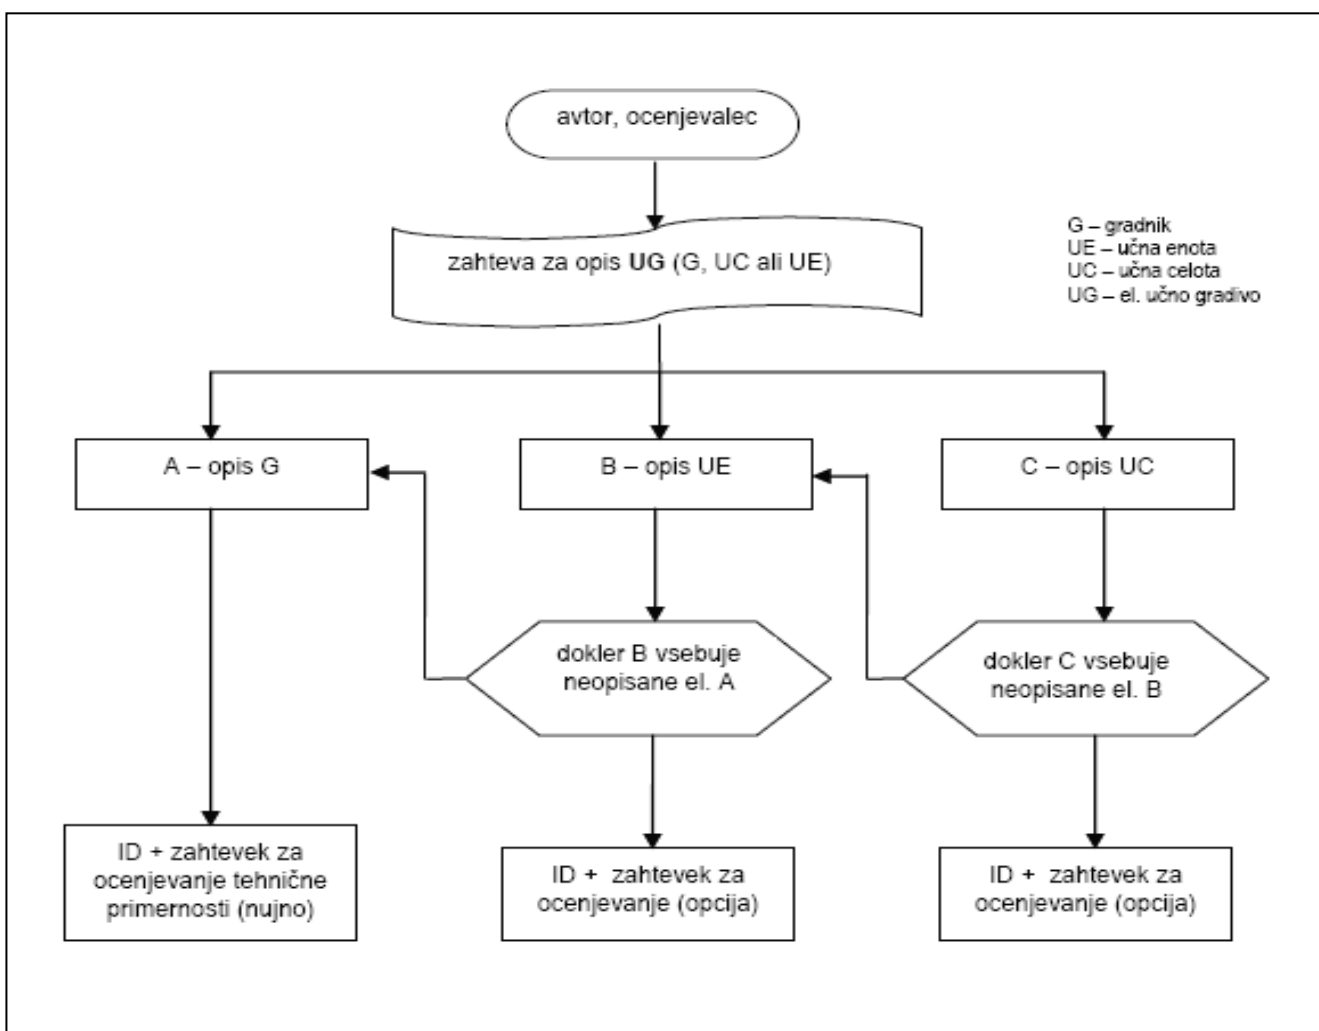 avtor, ocenjevalec
zahteva za opis UG (G, UC ali UE)
G – gradnik
UE – učna enota
UC – učna celota
UG – el. učno gradivo
A – opis G
B – opis UE
C – opis UC
dokler B vsebuje
neopisane el. A
dokler C vsebuje
neopisane el. B
ID + zahtevek za
ocenjevanje tehnične
primernosti (nujno)
ID + zahtevek za
ocenjevanje (opcija)
ID + zahtevek za
ocenjevanje (opcija)